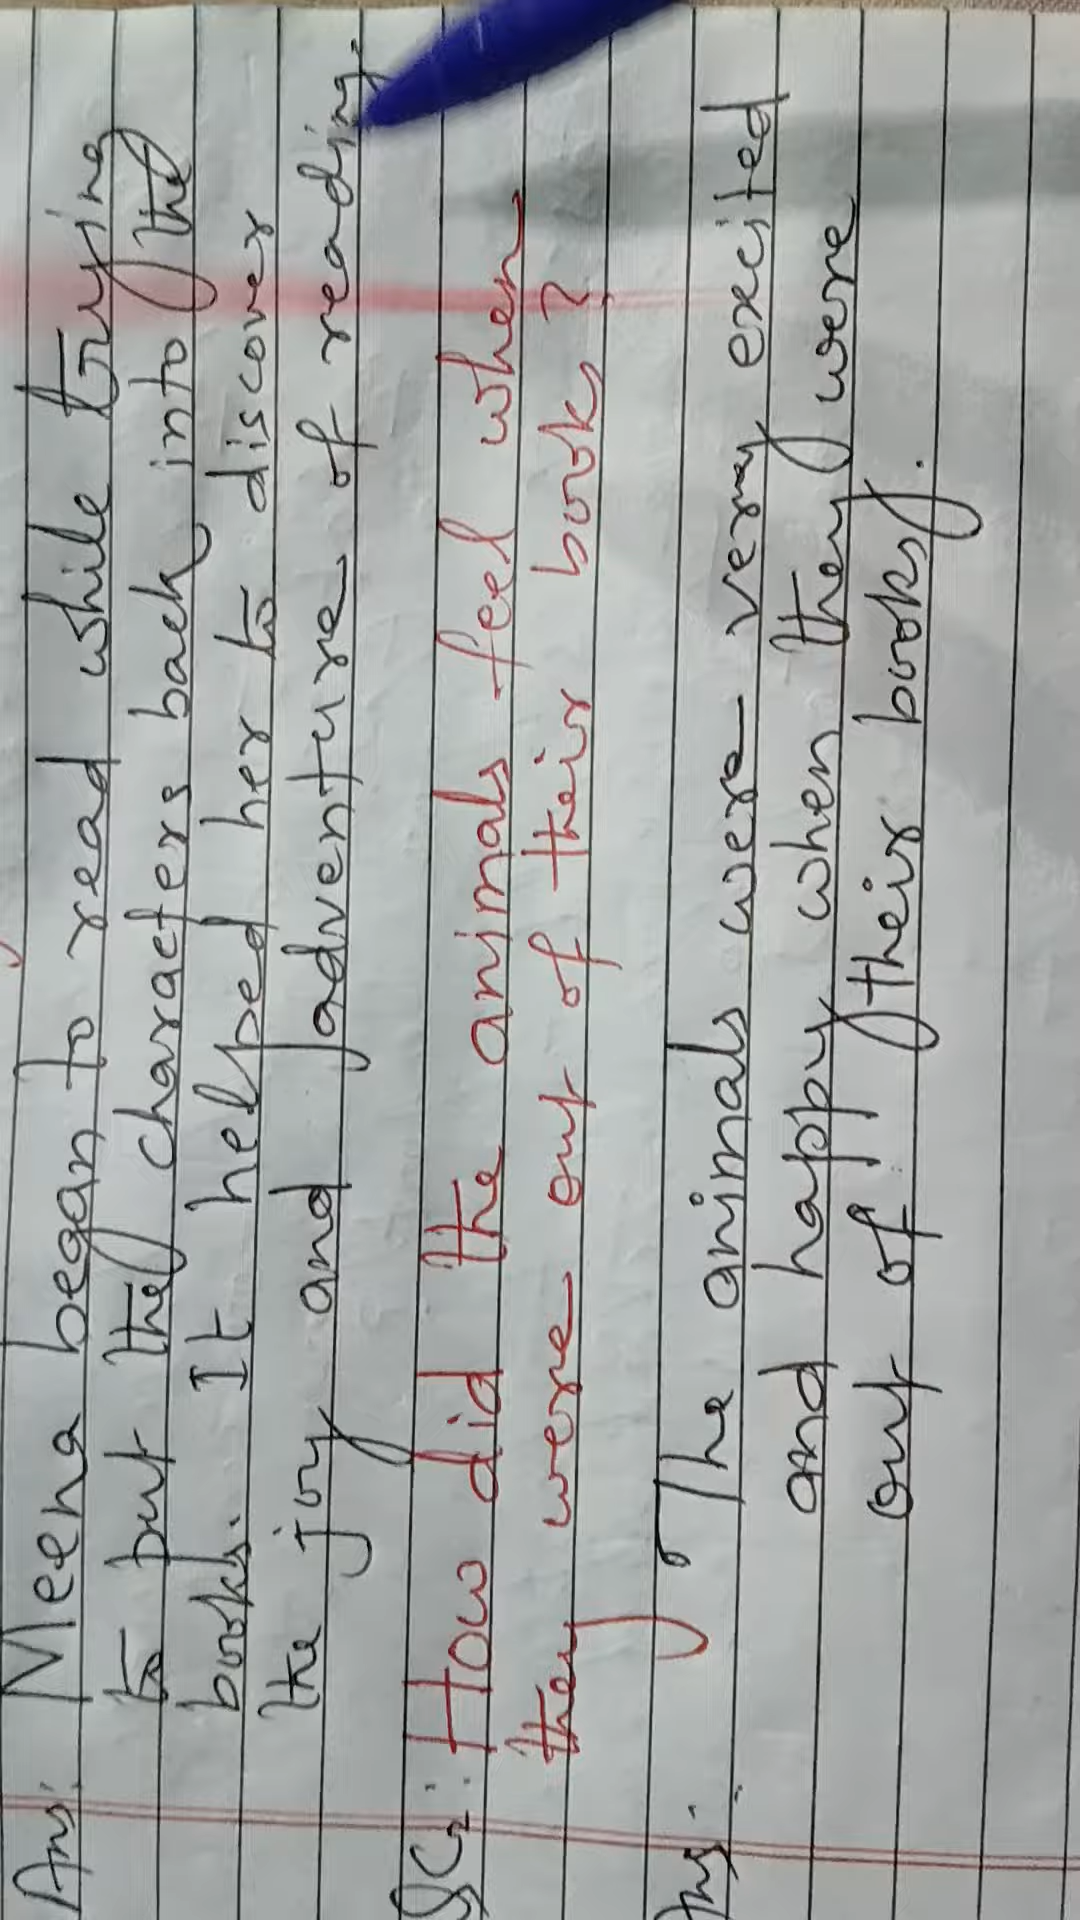 Ans: Meena began to read while trying
to put the characters back into the
books. It helped her to discover
the joy and adventure of reading.
Q2: How did the animals feel when
they were out of their book?
Ans: The animals were very excited
and happy when they were
out of their books.